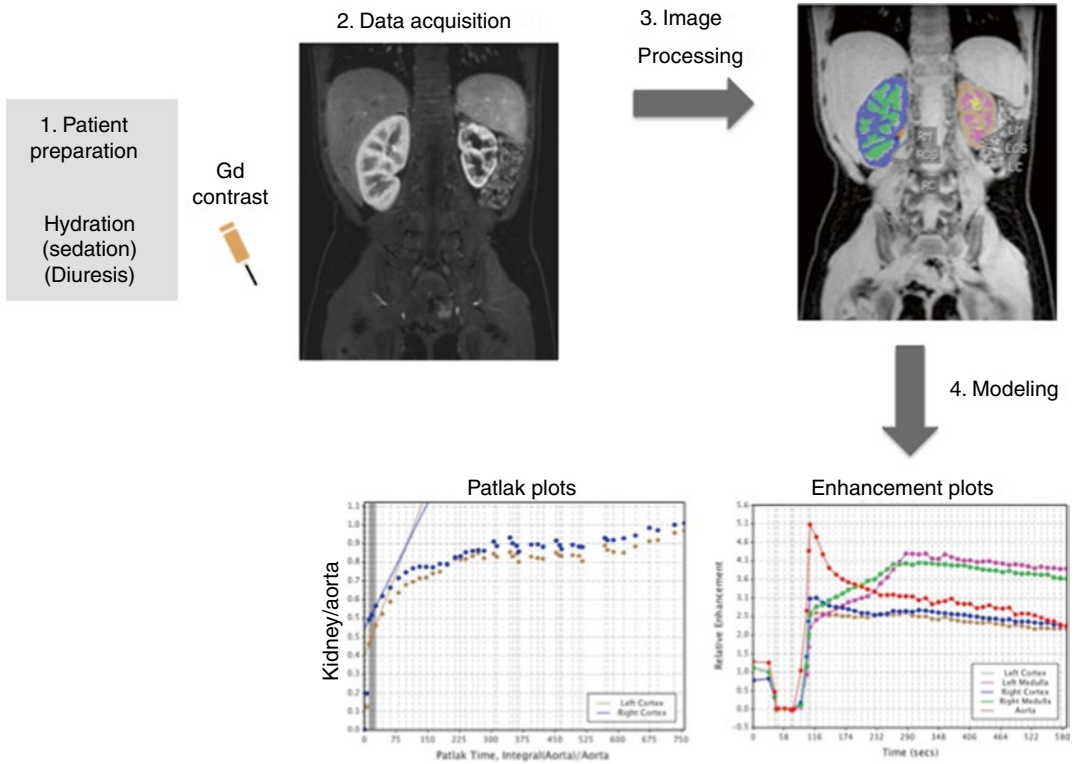 1. Patient
preparation
Hydration
(sedation)
(Diuresis)
Gd
contrast
2. Data acquisition
3. Image
Processing
RM
RCS
RC
LM
LCS
LC
4. Modeling
Patlak plots
Kidney/aorta
1.1
1.0
0.9
0.8
0.7
0.6
0.5
0.4
0.3
0.2
0.1
0.0
0 75 150 225 300 375 450 525 600 675 750
Patlak Time, Integral(Aorta)/Aorta
Left Cortex
Right Cortex
Enhancement plots
Relative Enhancement
5.6
5.1
4.6
4.1
3.6
3.1
2.5
2.0
1.5
1.0
0.5
0.0
-0.5
0 58 116 174 232 290 348 406 464 522 580
Time (secs)
Left Cortex
Left Medulla
Right Cortex
Right Medulla
Aorta